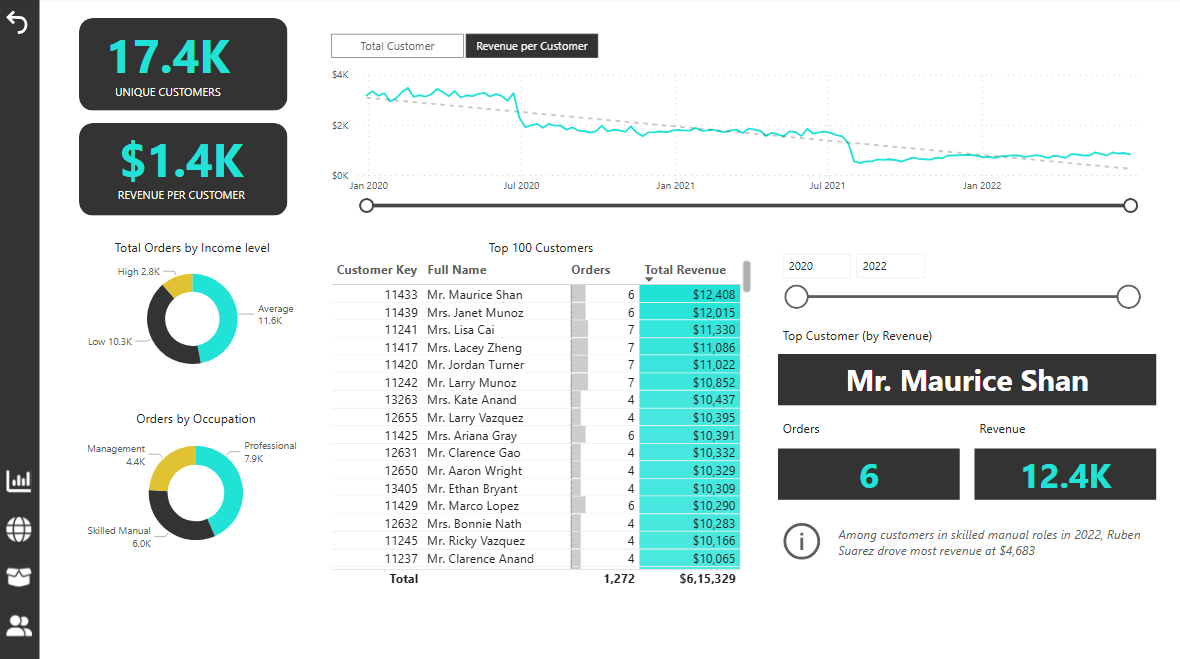 17.4K
UNIQUE CUSTOMERS
$1.4K
REVENUE PER CUSTOMER
Total Customer
Revenue per Customer
$4K
$2K
$0K
Jan 2020 Jul 2020 Jan 2021 Jul 2021 Jan 2022
Total Orders by Income level
High 2.8K
Average
11.6K
Low 10.3K
Orders by Occupation
Management
4.4K
Professional
7.9K
Skilled Manual
6.0K
Top 100 Customers
Customer Key Full Name Orders Total Revenue
11433 Mr. Maurice Shan 6 $12,408
11439 Mrs. Janet Munoz 6 $12,015
11241 Mrs. Lisa Cai 7 $11,330
11417 Mrs. Lacey Zheng 7 $11,086
11420 Mr. Jordan Turner 7 $11,022
11242 Mr. Larry Munoz 7 $10,852
13263 Mrs. Kate Anand 4 $10,437
12655 Mr. Larry Vazquez 4 $10,395
11425 Mrs. Ariana Gray 6 $10,391
12631 Mr. Clarence Gao 4 $10,332
12650 Mr. Aaron Wright 4 $10,329
13405 Mr. Ethan Bryant 4 $10,309
11429 Mr. Marco Lopez 6 $10,290
12632 Mrs. Bonnie Nath 4 $10,283
11245 Mr. Ricky Vazquez 4 $10,166
11237 Mr. Clarence Anand 4 $10,065
Total 1,272 $6,15,329
2020 2022
Top Customer (by Revenue)
Mr. Maurice Shan
Orders Revenue
6 12.4K
i
Among customers in skilled manual roles in 2022, Ruben
Suarez drove most revenue at $4,683